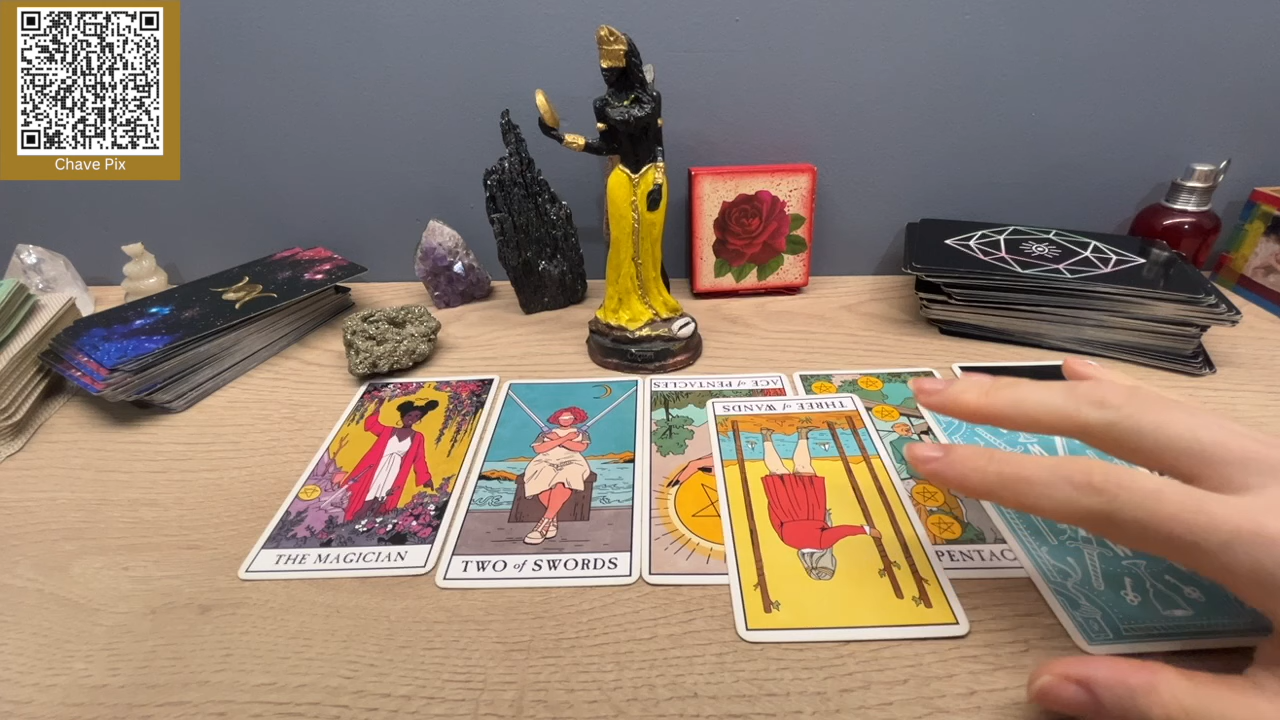 Chave Pix
THE MAGICIAN
TWO of SWORDS
ACE of PENTACLES
THREE of WANDS
PENTAC